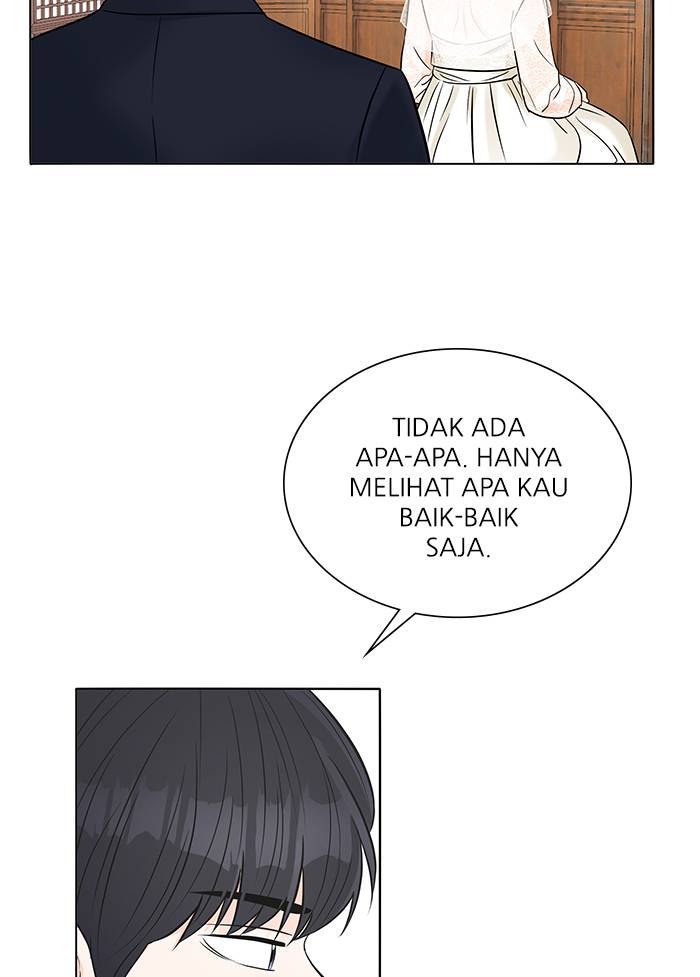 TIDAK ADA
APA-APA. HANYA
MELIHAT APA KAU
BAIK-BAIK
SAJA.